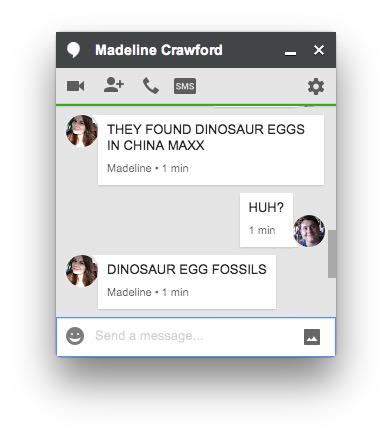 Madeline Crawford
SMS
THEY FOUND DINOSAUR EGGS
IN CHINA MAXX
Madeline • 1 min
HUH?
1 min
DINOSAUR EGG FOSSILS
Madeline • 1 min
Send a message...